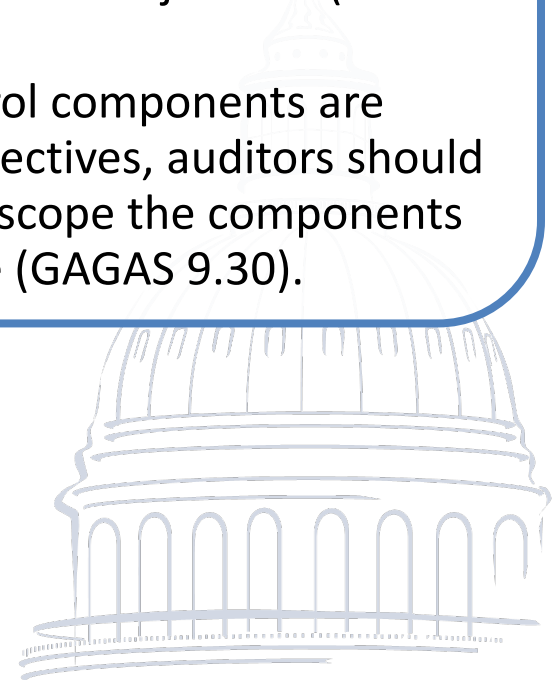 ol components are
ectives, auditors should
scope the components
(GAGAS 9.30).